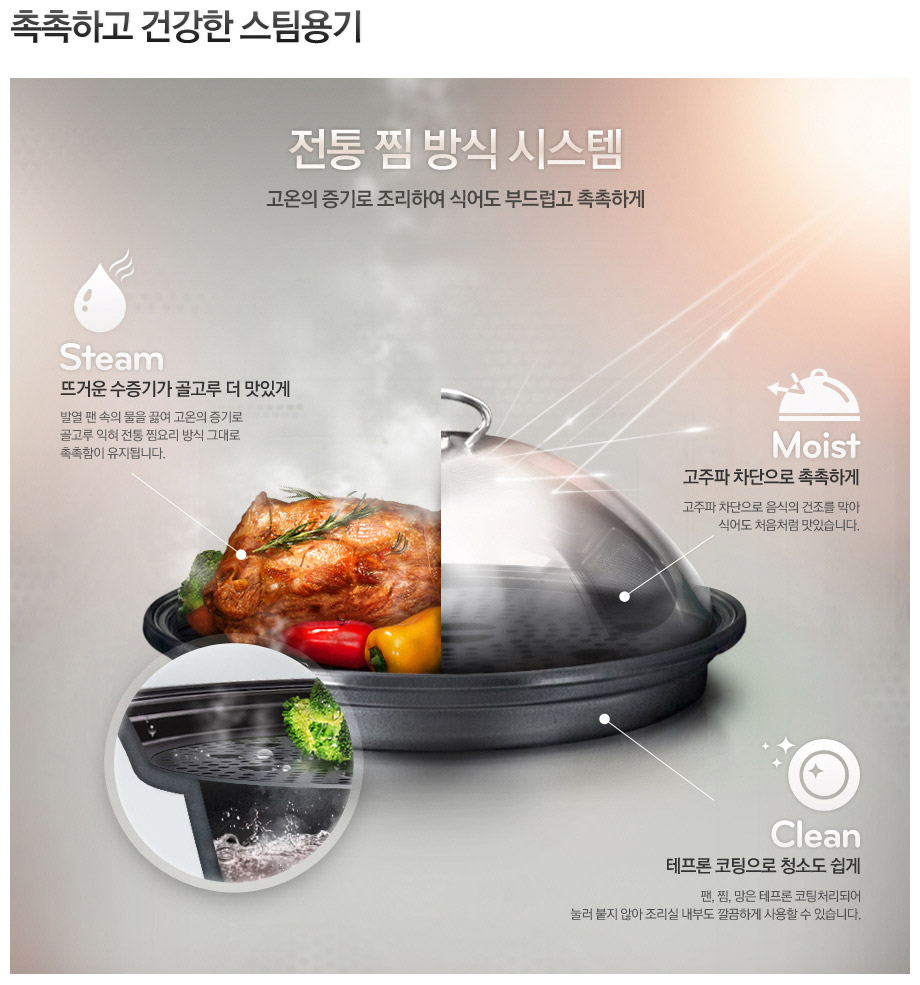 촉촉하고 건강한 스팀용기
전통 찜 방식 시스템
고온의 증기로 조리하여 식어도 부드럽고 촉촉하게
Steam
뜨거운 수증기가 골고루 더 맛있게
발열 팬 속의 물을 끓여 고온의 증기로
골고루 익혀 전통 찜요리 방식 그대로
촉촉함이 유지됩니다.
Moist
고주파 차단으로 촉촉하게
고주파 차단으로 음식의 건조를 막아
식어도 처음처럼 맛있습니다.
Clean
테프론 코팅으로 청소도 쉽게
팬, 찜, 망은 테프론 코팅처리되어
눌러 붙지 않아 조리실 내부도 깔끔하게 사용할 수 있습니다.